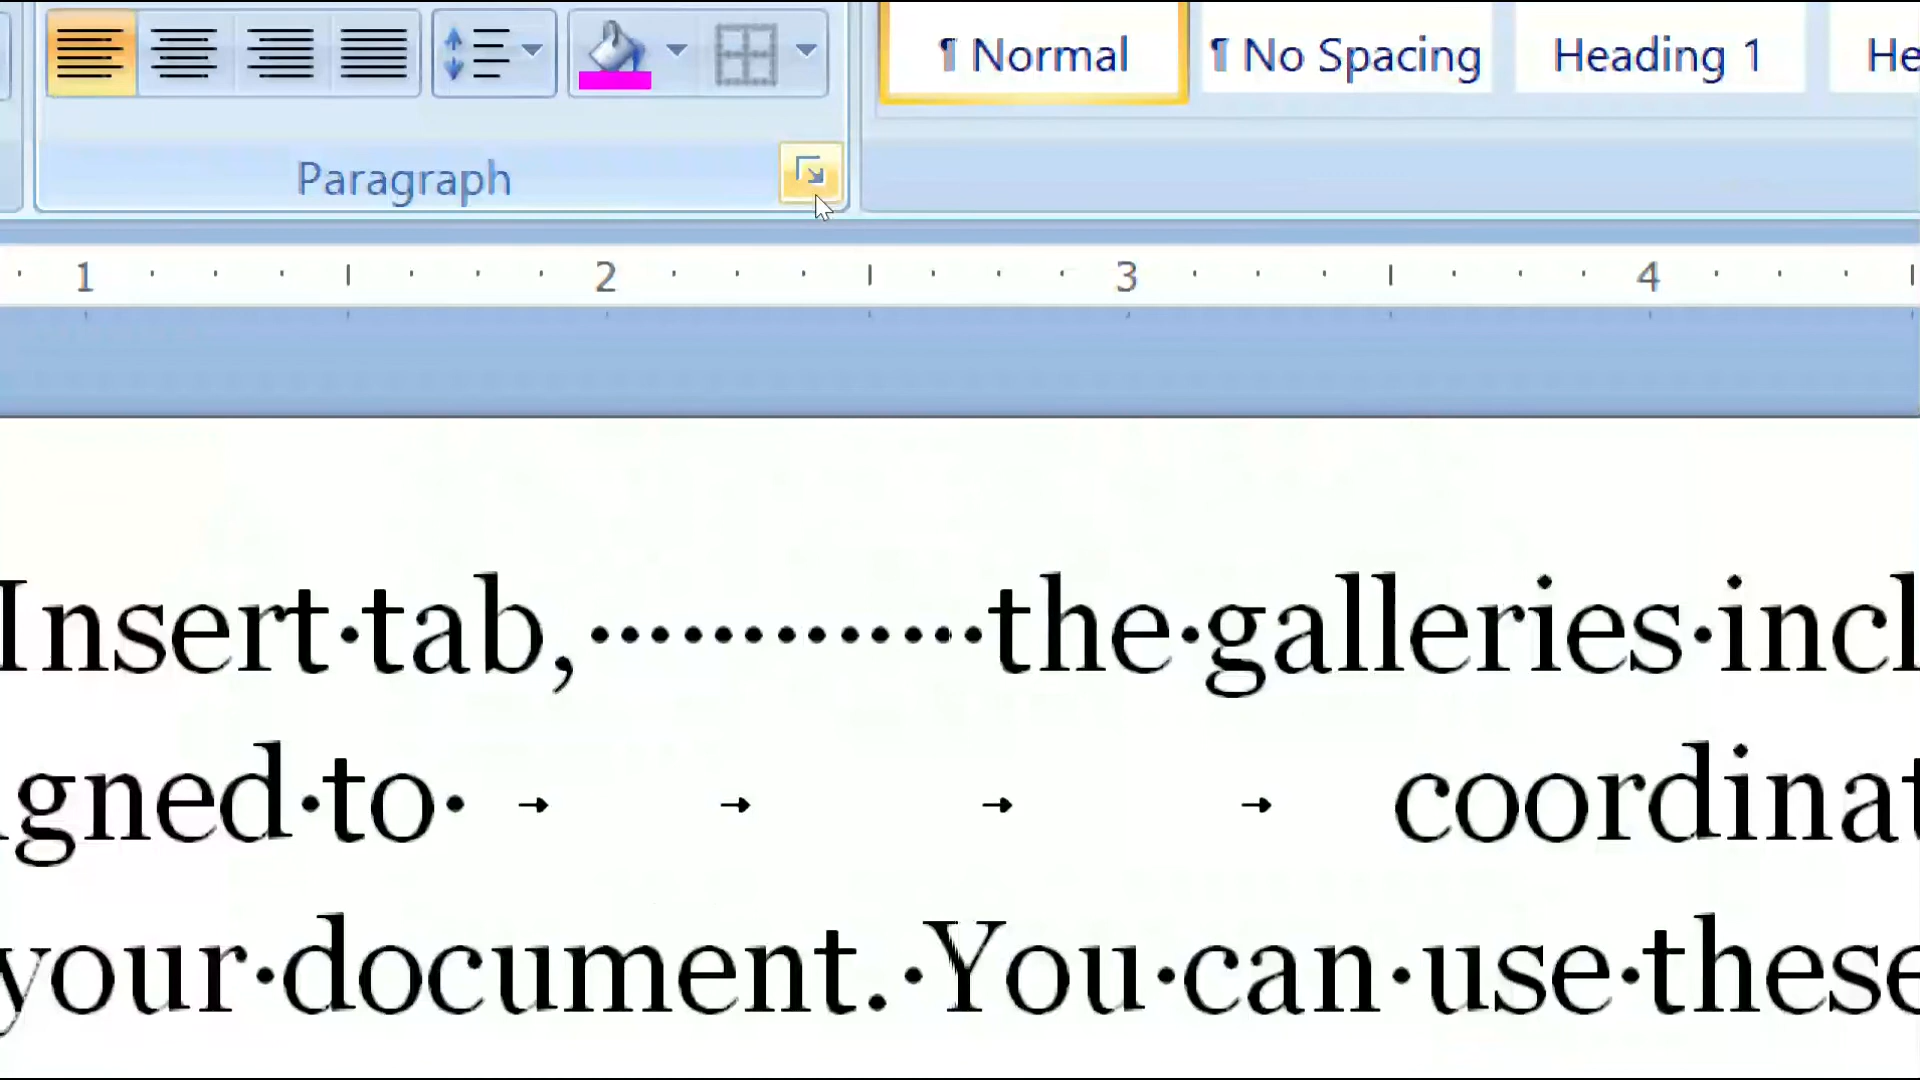 ¶ Normal ¶ No Spacing Heading 1 He
Paragraph
1 2 3 4
Insert·tab,·············the·galleries·incl
gned·to· → → → → coordinat
your·document.·You·can·use·these